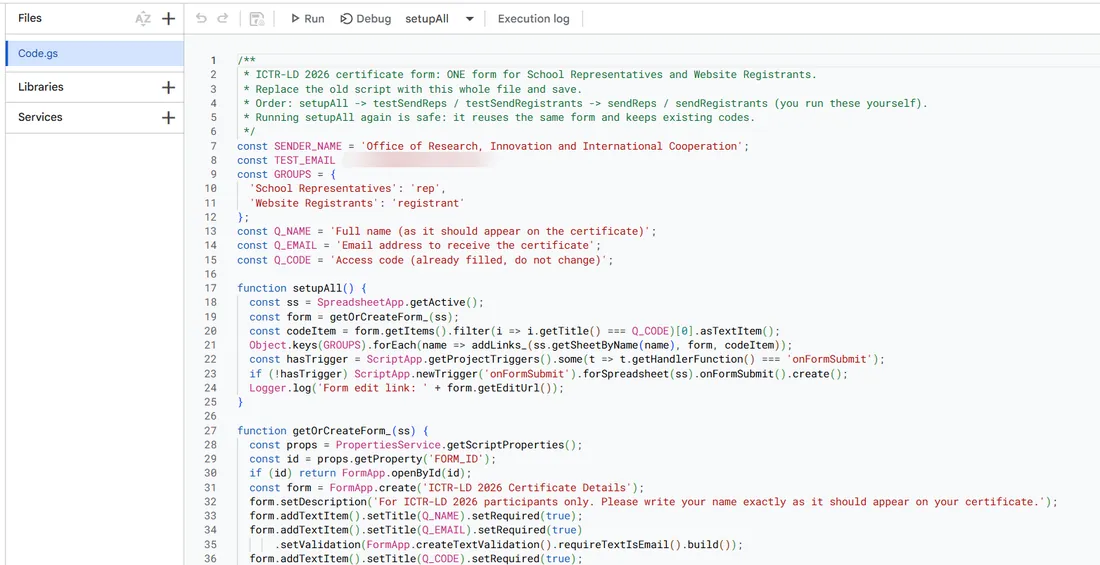 Files
AZ
Run
Debug
setupAll
Execution log
Code.gs
Libraries
Services
1 /**
2 * ICTR-LD 2026 certificate form: ONE form for School Representatives and Website Registrants.
3 * Replace the old script with this whole file and save.
4 * Order: setupAll -> testSendReps / testSendRegistrants -> sendReps / sendRegistrants (you run these yourself).
5 * Running setupAll again is safe: it reuses the same form and keeps existing codes.
6 */
7 const SENDER_NAME = 'Office of Research, Innovation and International Cooperation';
8 const TEST_EMAIL
9 const GROUPS = {
10 'School Representatives': 'rep',
11 'Website Registrants': 'registrant'
12 };
13 const Q_NAME = 'Full name (as it should appear on the certificate)';
14 const Q_EMAIL = 'Email address to receive the certificate';
15 const Q_CODE = 'Access code (already filled, do not change)';
16
17 function setupAll() {
18 const ss = SpreadsheetApp.getActive();
19 const form = getOrCreateForm_(ss);
20 const codeItem = form.getItems().filter(i => i.getTitle() === Q_CODE)[0].asTextItem();
21 Object.keys(GROUPS).forEach(name => addLinks_(ss.getSheetByName(name), form, codeItem));
22 const hasTrigger = ScriptApp.getProjectTriggers().some(t => t.getHandlerFunction() === 'onFormSubmit');
23 if (!hasTrigger) ScriptApp.newTrigger('onFormSubmit').forSpreadsheet(ss).onFormSubmit().create();
24 Logger.log('Form edit link: ' + form.getEditUrl());
25 }
26
27 function getOrCreateForm_(ss) {
28 const props = PropertiesService.getScriptProperties();
29 const id = props.getProperty('FORM_ID');
30 if (id) return FormApp.openById(id);
31 const form = FormApp.create('ICTR-LD 2026 Certificate Details');
32 form.setDescription('For ICTR-LD 2026 participants only. Please write your name exactly as it should appear on your certificate.');
33 form.addTextItem().setTitle(Q_NAME).setRequired(true);
34 form.addTextItem().setTitle(Q_EMAIL).setRequired(true)
35 .setValidation(FormApp.createTextValidation().requireTextIsEmail().build());
36 form.addTextItem().setTitle(Q_CODE).setRequired(true);